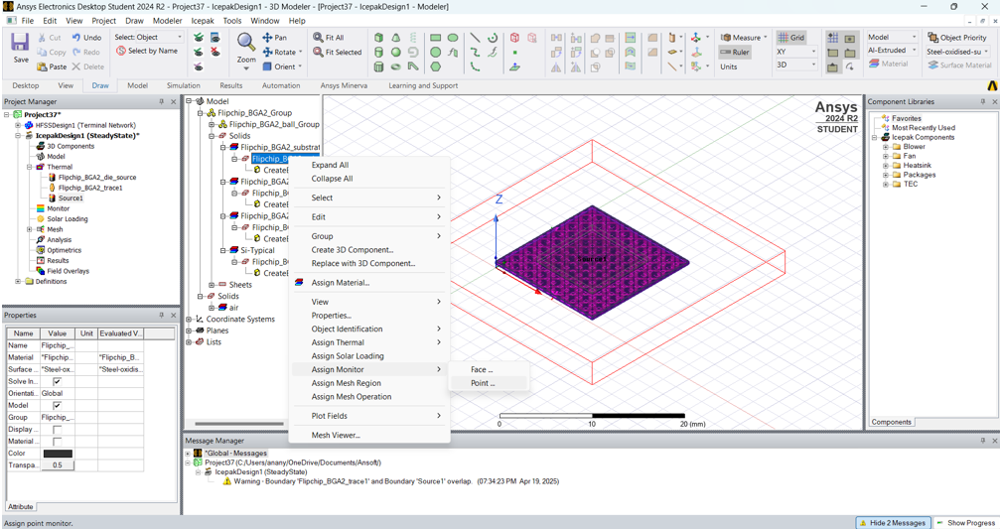 Ansys Electronics Desktop Student 2024 R2 - Project37 - IcepakDesign1 - 3D Modeler - [Project37 - IcepakDesign1 - Modeler]
File Edit View Project Draw Modeler Icepak Tools Window Help
Save
Cut
Undo
Copy
Redo
Paste
Delete
Select: Object
Select by Name
Zoom
Pan
Rotate
Orient
Fit All
Fit Selected
Measure
Ruler
Units
Grid
XY
3D
Model
AI-Extruded
Material
Object Priority
Steel-oxidised-su
Surface Material
Desktop View Draw Model Simulation Results Automation Ansys Minerva Learning and Support
Project Manager
Project37*
HFSSDesign1 (Terminal Network)
IcepakDesign1 (SteadyState)*
3D Components
Model
Thermal
Flipchip_BGA2_die_source
Flipchip_BGA2_trace1
Source1
Monitor
Solar Loading
Mesh
Analysis
Optimetrics
Results
Field Overlays
Definitions
Properties
Name Value Unit Evaluated V...
Name Flipchip_...
Material "Flipchip_... "Flipchip_B...
Surface ... "Steel-ox... "Steel-oxidis...
Solve In...
Orientati... Global
Model
Group Flipchip_...
Display ...
Material ...
Color
Transpa... 0.5
Attribute
Model
Flipchip_BGA2_Group
Flipchip_BGA2_ball_Group
Solids
Flipchip_BGA2_substrat
Flipchip_BG
CreateB
Flipchip_BGA2
Flipchip_B
CreateB
Flipchip_BGA2
Flipchip_B
CreateB
Si-Typical
Flipchip_B
CreateB
Sheets
Solids
air
Coordinate Systems
Planes
Lists
Expand All
Collapse All
Select
Edit
Group
Create 3D Component...
Replace with 3D Component...
Assign Material...
View
Properties...
Object Identification
Assign Thermal
Assign Solar Loading
Assign Monitor
Assign Mesh Region
Assign Mesh Operation
Plot Fields
Mesh Viewer...
Face ...
Point ...
Ansys
2024 R2
STUDENT
Z
Source1
0 10 20 (mm)
Component Libraries
Favorites
Most Recently Used
Icepak Components
Blower
Fan
Heatsink
Packages
TEC
Components
Message Manager
*Global - Messages
Project37 (C:/Users/anany/OneDrive/Documents/Ansoft/)
IcepakDesign1 (SteadyState)
Warning - Boundary 'Flipchip_BGA2_trace1' and Boundary 'Source1' overlap. (07:34:23 PM Apr 19, 2025)
Assign point monitor.
Hide 2 Messages
Show Progress